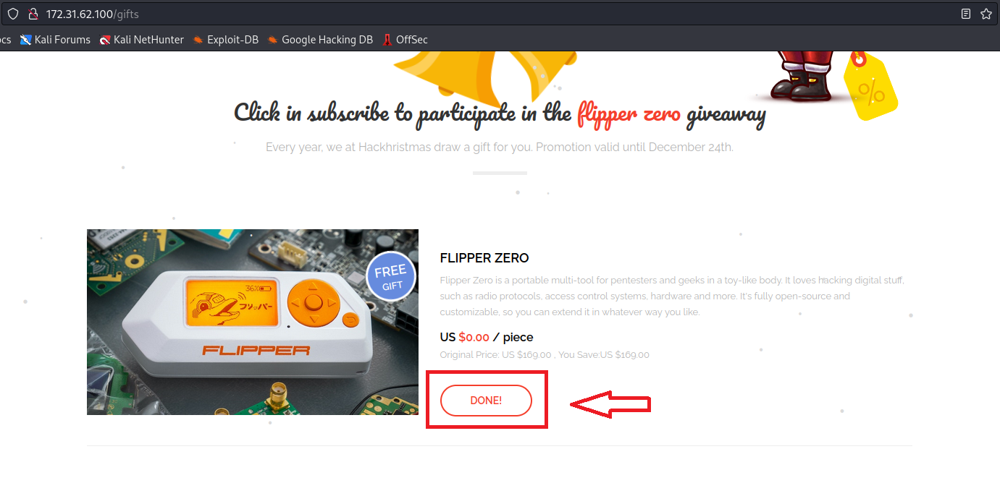 172.31.62.100/gifts
ocs Kali Forums Kali NetHunter Exploit-DB Google Hacking DB OffSec
%
Click in subscribe to participate in the flipper zero giveaway
Every year, we at Hackhristmas draw a gift for you. Promotion valid until December 24th.
FREE
GIFT
36%
フリッパー
FLIPPER
FLIPPER ZERO
Flipper Zero is a portable multi-tool for pentesters and geeks in a toy-like body. It loves hacking digital stuff,
such as radio protocols, access control systems, hardware and more. It's fully open-source and
customizable, so you can extend it in whatever way you like.
US $0.00 / piece
Original Price: US $169.00 , You Save:US $169.00
DONE!